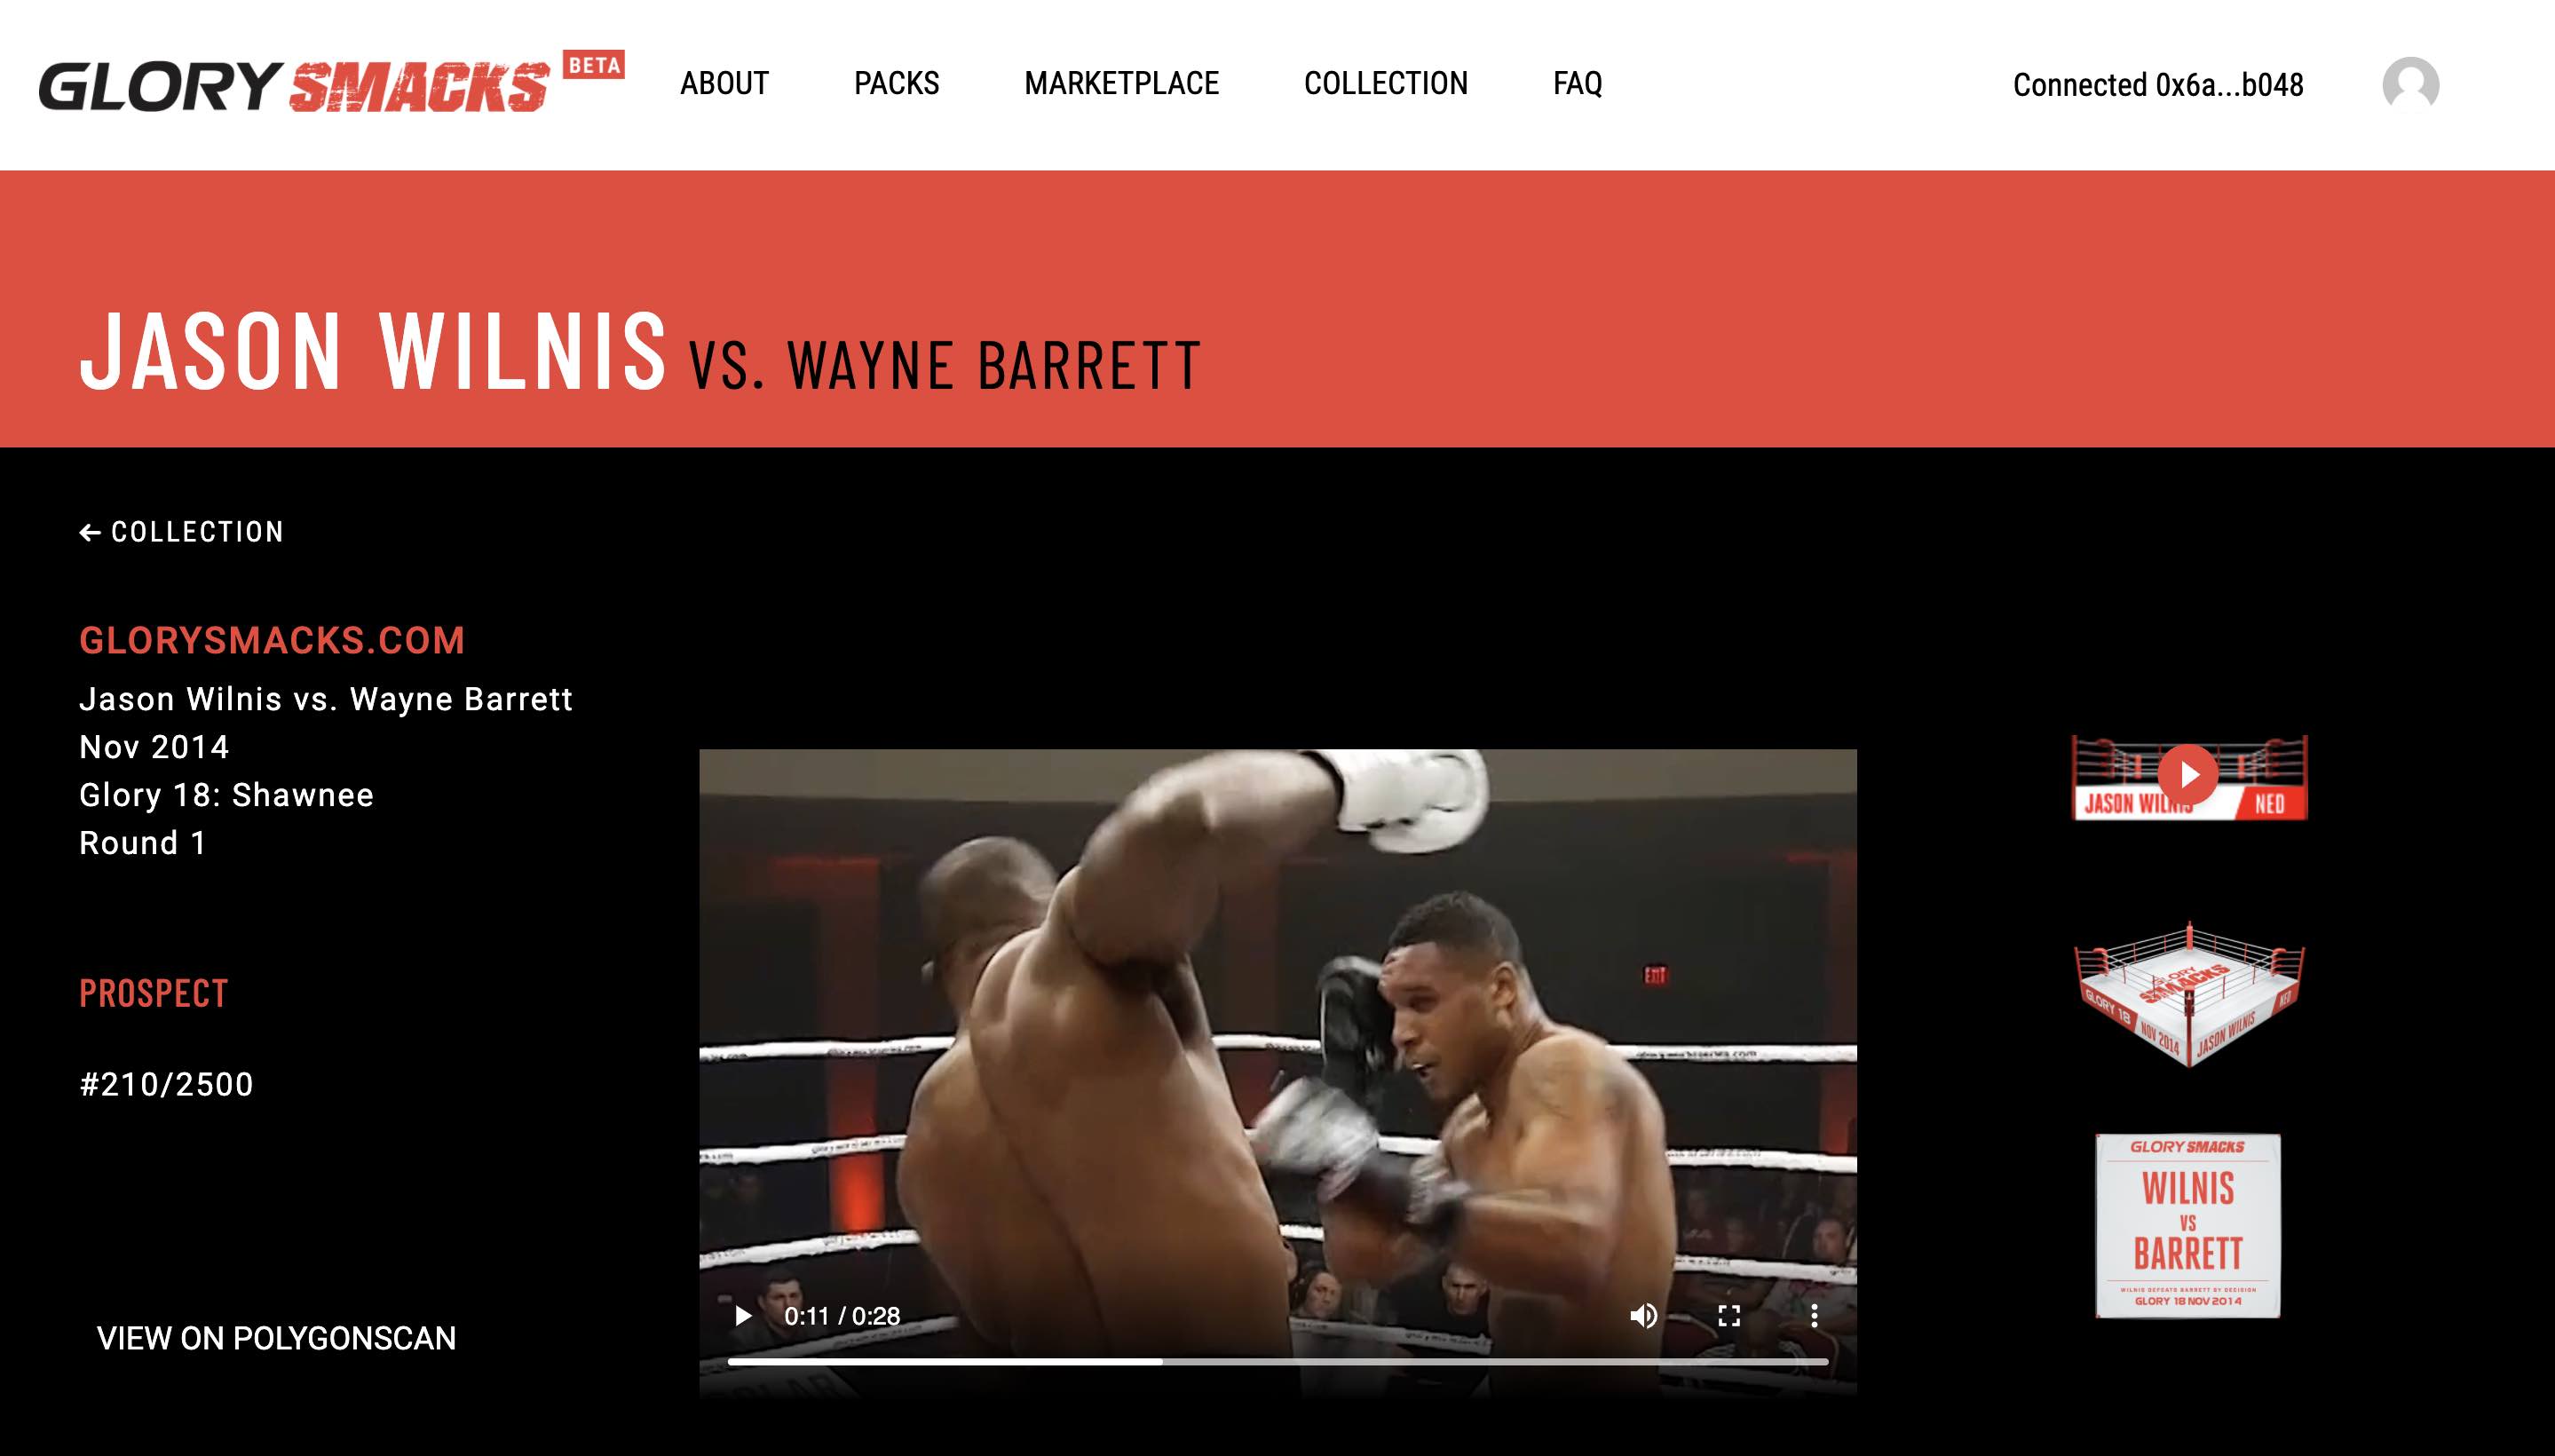 GLORY SMACKS BETA
ABOUT
PACKS
MARKETPLACE
COLLECTION
FAQ
Connected 0x6a...b048
JASON WILNIS VS. WAYNE BARRETT
← COLLECTION
GLORYSMACKS.COM
Jason Wilnis vs. Wayne Barrett
Nov 2014
Glory 18: Shawnee
Round 1
PROSPECT
#210/2500
VIEW ON POLYGONSCAN
EXIT
0:11 / 0:28
JASON WILNIS NED
GLORY SMACKS
GLORY 18 NOV 2014 JASON WILNIS NED
GLORY SMACKS
WILNIS
VS
BARRETT
WILNIS DEFEATS BARRETT BY DECISION
GLORY 18 NOV 2014